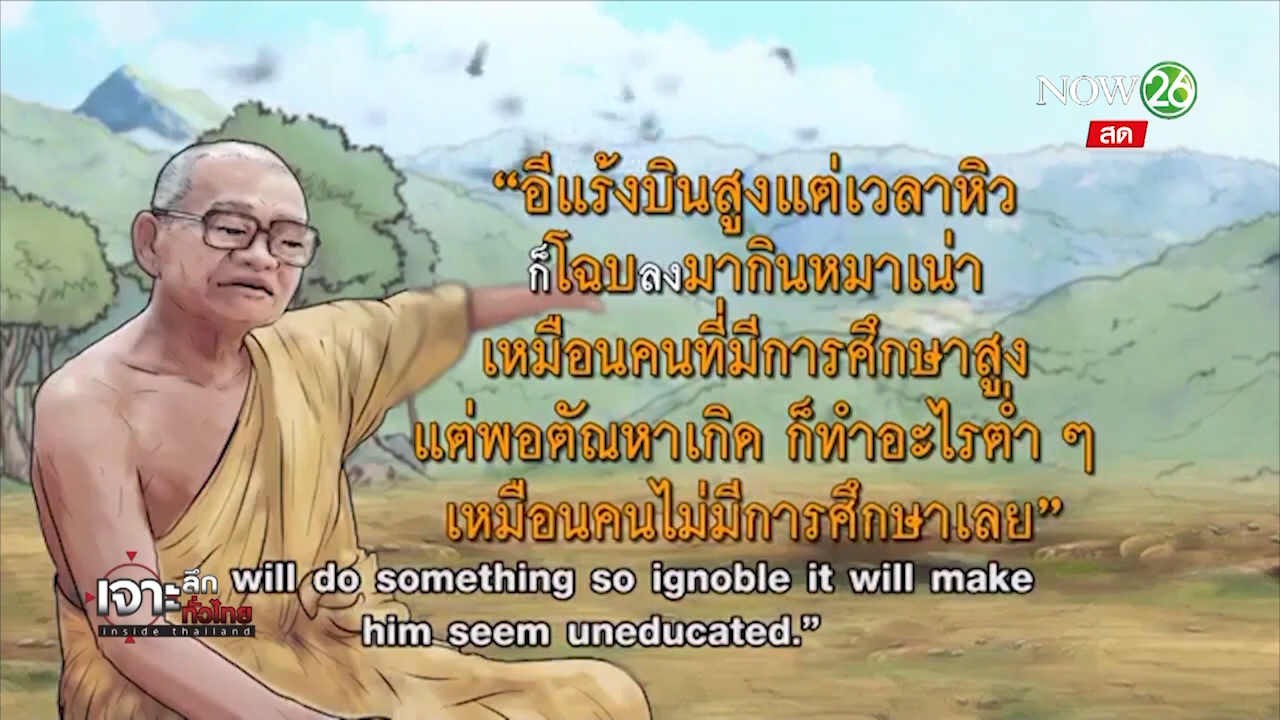 NOW26
สด
“อีแร้งบินสูงแต่เวลาหิว
ก็โฉบลงมากินหมาเน่า
เหมือนคนที่มีการศึกษาสูง
แต่พอตัณหาเกิด ก็ทำอะไรต่ำ ๆ
เหมือนคนไม่มีการศึกษาเลย”
will do something so ignoble it will make
him seem uneducated.”
เจาะลึก
ทั่วไทย
inside thailand